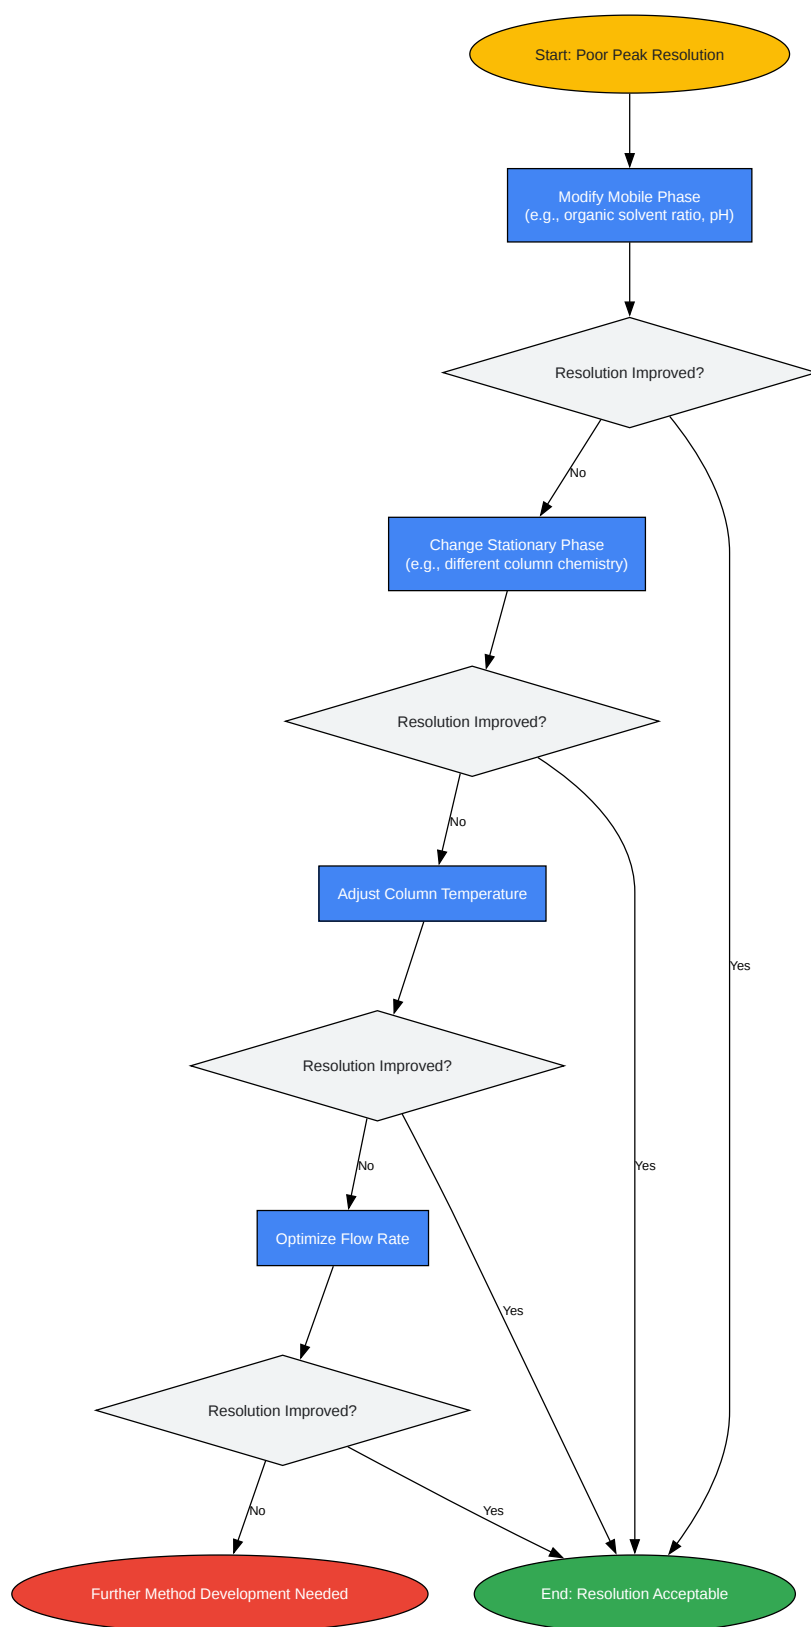 Start: Poor Peak Resolution
Modify Mobile Phase
(e.g., organic solvent ratio, pH)
Resolution Improved?
No
Change Stationary Phase
(e.g., different column chemistry)
Resolution Improved?
No
Adjust Column Temperature
Yes
Resolution Improved?
No
Yes
Optimize Flow Rate
Yes
Resolution Improved?
No
Yes
Further Method Development Needed
End: Resolution Acceptable